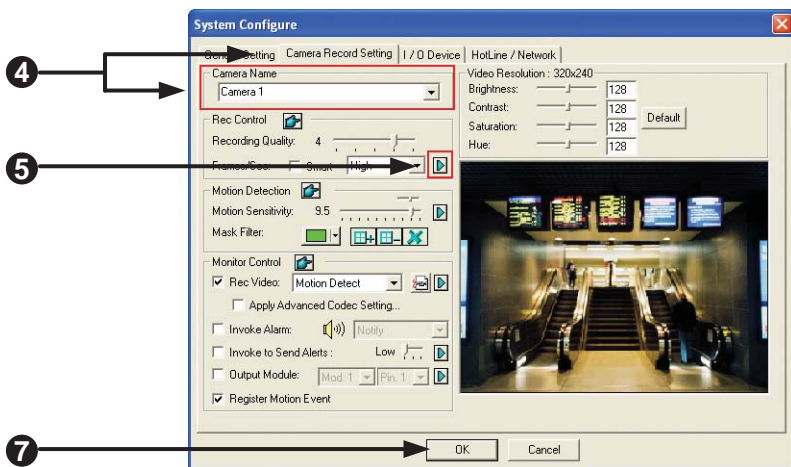 System Configure
General Setting
Camera Record Setting
I / O Device
HotLine / Network
4
Camera Name
Camera 1
Rec Control
Recording Quality: 4
5
Frames/Sec: Smart High
Motion Detection
Motion Sensitivity: 9.5
Mask Filter:
Monitor Control
Rec Video: Motion Detect
Apply Advanced Codec Setting...
Invoke Alarm: Notify
Invoke to Send Alerts : Low
Output Module: Mod. 1 Pin. 1
Register Motion Event
Video Resolution : 320x240
Brightness: 128
Contrast: 128
Saturation: 128
Hue: 128
Default
7
OK
Cancel